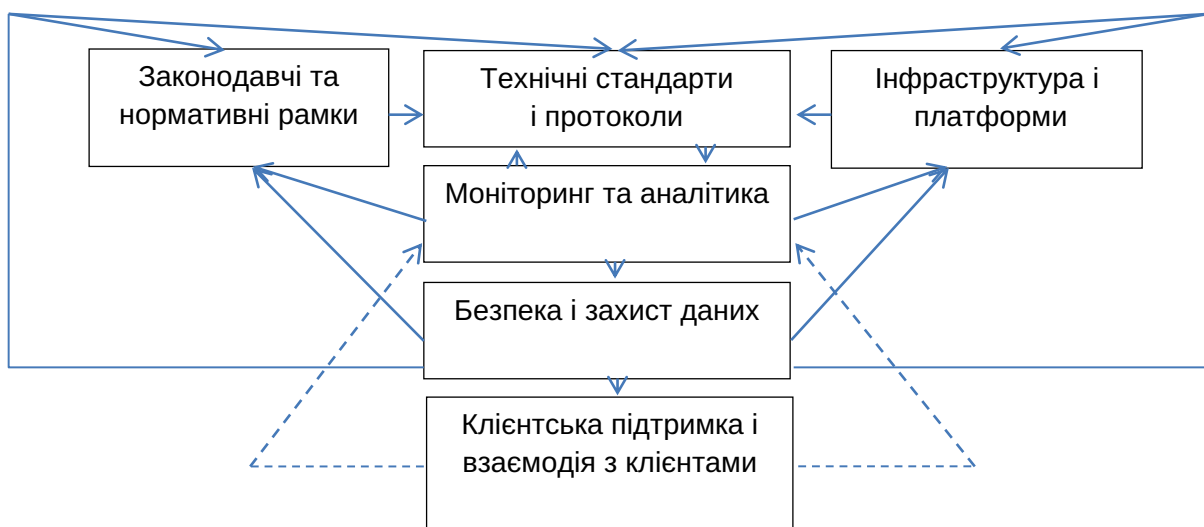 Законодавчі та
нормативні рамки
Технічні стандарти
і протоколи
Інфраструктура і
платформи
Моніторинг та аналітика
Безпека і захист даних
Клієнтська підтримка і
взаємодія з клієнтами